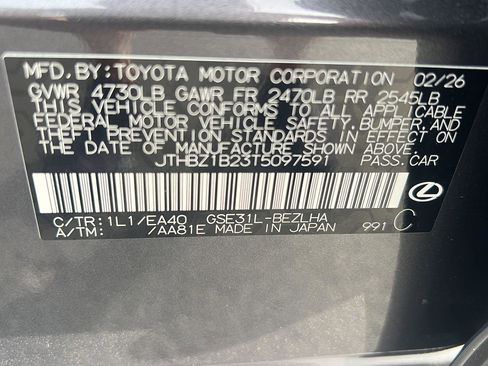 MFD. BY: TOYOTA MOTOR CORPORATION 02/26
GVWR 4730LB GAWR FR 2470LB RR 2545LB
THIS VEHICLE CONFORMS TO ALL APPLICABLE
FEDERAL MOTOR VEHICLE SAFETY, BUMPER, AND
THEFT PREVENTION STANDARDS IN EFFECT ON
THE DATE OF MANUFACTURE SHOWN ABOVE.
JTHBZ1B23T5097591 PASS. CAR
C/TR: 1L1/EA40 GSE31L-BEZLHA
A/TM: /AA81E MADE IN JAPAN 991 C